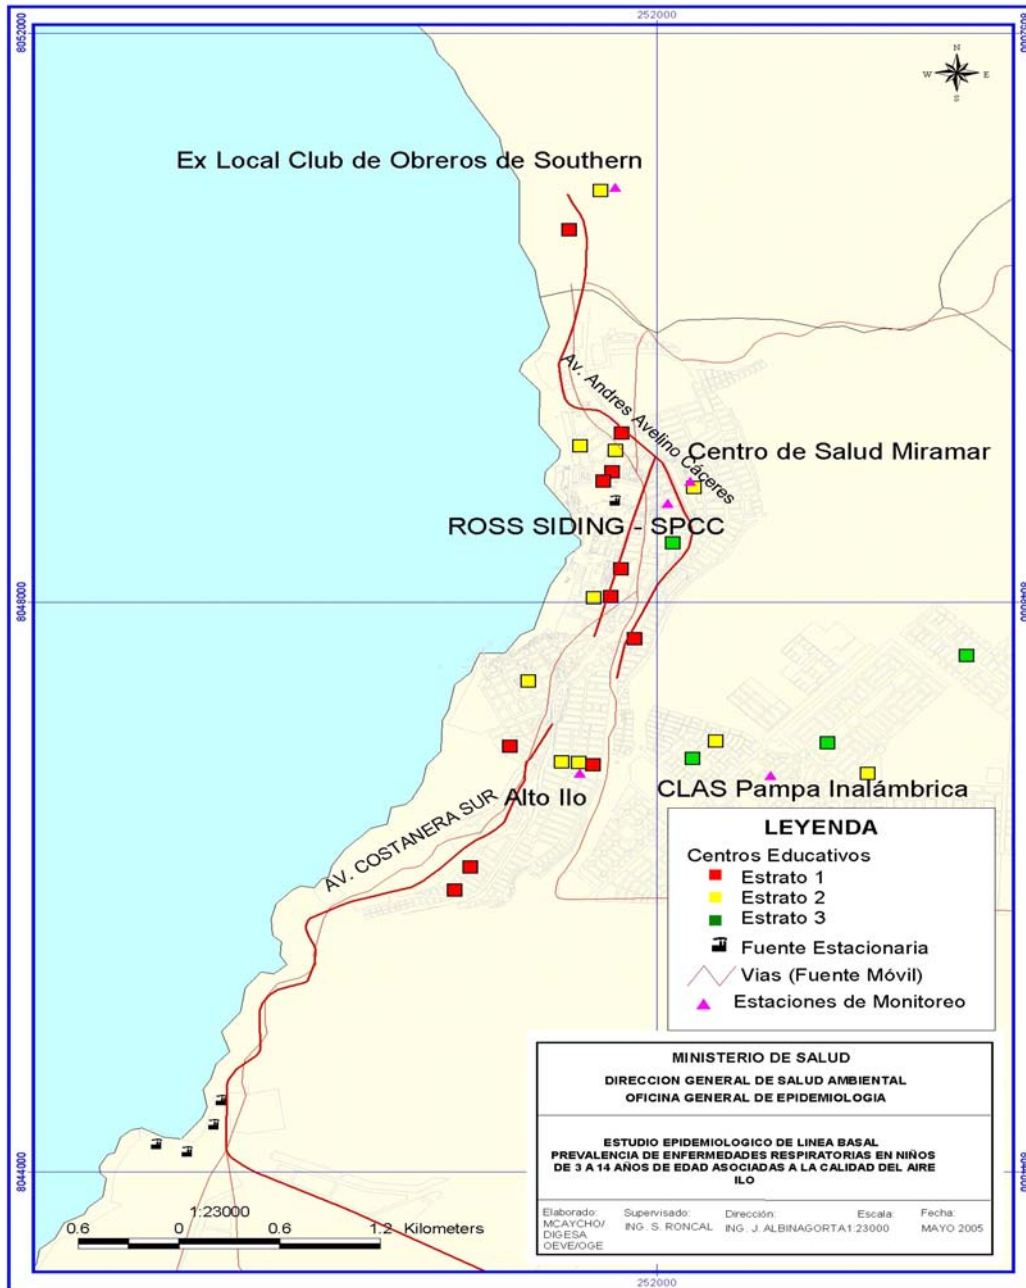 252000
8052000
8052000
N
W E
S
Ex Local Club de Obreros de Southern
Av. Andres Avelino Cáceres
Centro de Salud Miramar
ROSS SIDING - SPCC
8048000
8048000
Alto Ilo
CLAS Pampa Inalámbrica
AV. COSTANERA SUR
LEYENDA
Centros Educativos
Estrato 1
Estrato 2
Estrato 3
Fuente Estacionaria
Vias (Fuente Móvil)
Estaciones de Monitoreo
MINISTERIO DE SALUD
DIRECCION GENERAL DE SALUD AMBIENTAL
OFICINA GENERAL DE EPIDEMIOLOGIA
ESTUDIO EPIDEMIOLOGICO DE LINEA BASAL
PREVALENCIA DE ENFERMEDADES RESPIRATORIAS EN NIÑOS
DE 3 A 14 AÑOS DE EDAD ASOCIADAS A LA CALIDAD DEL AIRE
ILO
Elaborado: Supervisado: Dirección: Escala: Fecha:
MCAYCHO/ ING. S. RONCAL ING. J. ALBINAGORTA 1:23000 MAYO 2005
DIGESA
OEVE/OGE
8044000
8044000
1:23000
0.6 0 0.6 1.2 Kilometers
252000